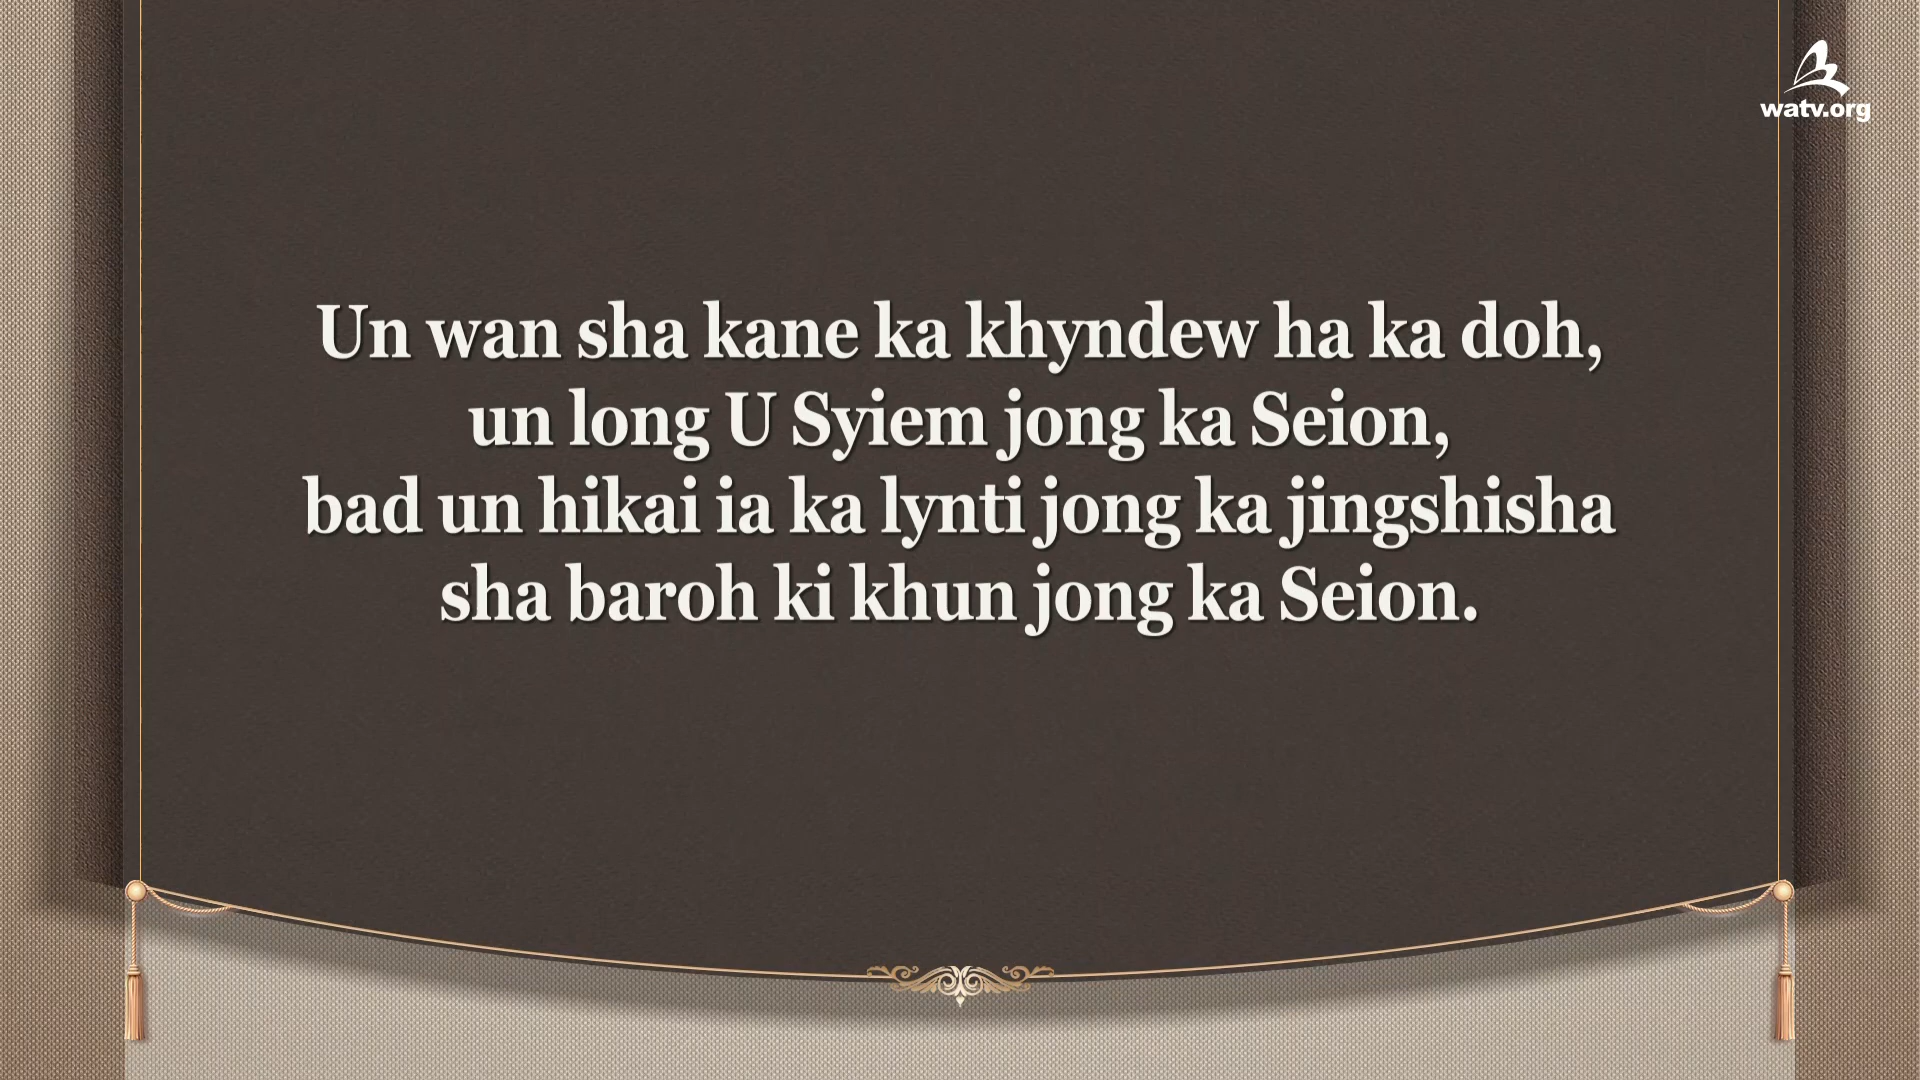 watv.org
Un wan sha kane ka khyndew ha ka doh,
un long U Syiem jong ka Seion,
bad un hikai ia ka lynti jong ka jingshisha
sha baroh ki khun jong ka Seion.